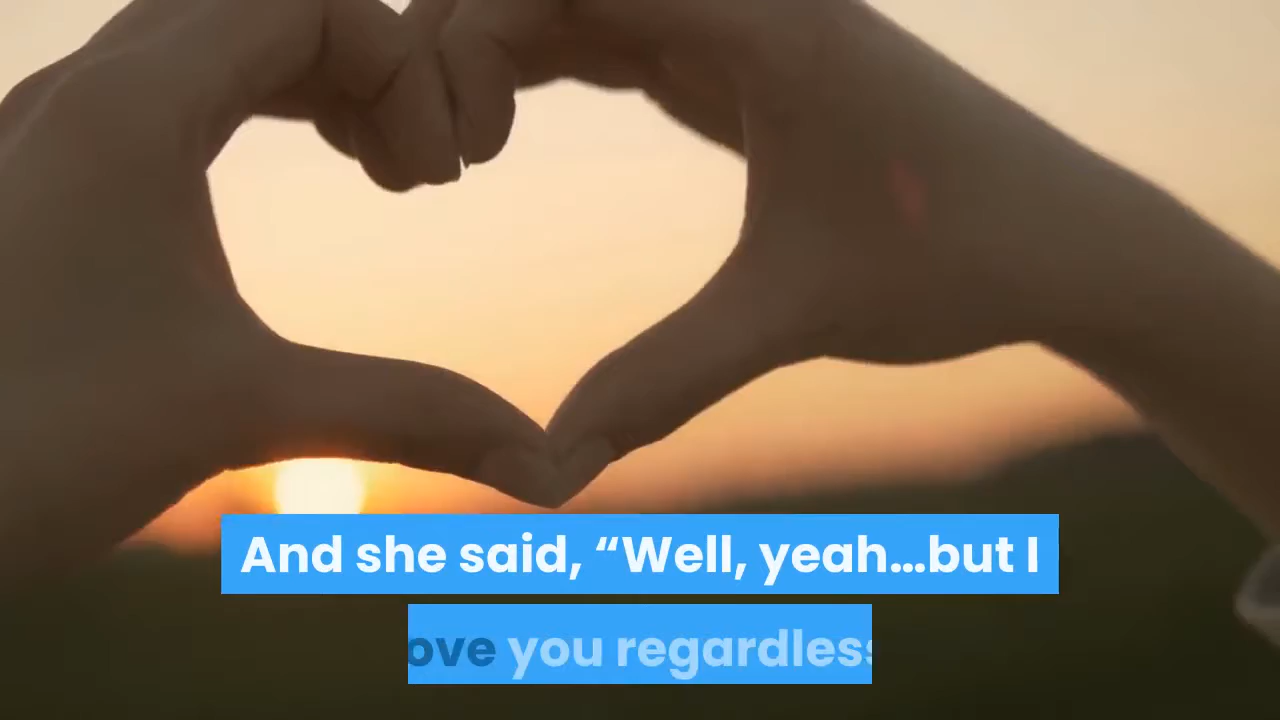 And she said, “Well, yeah...but I
ove you regardless